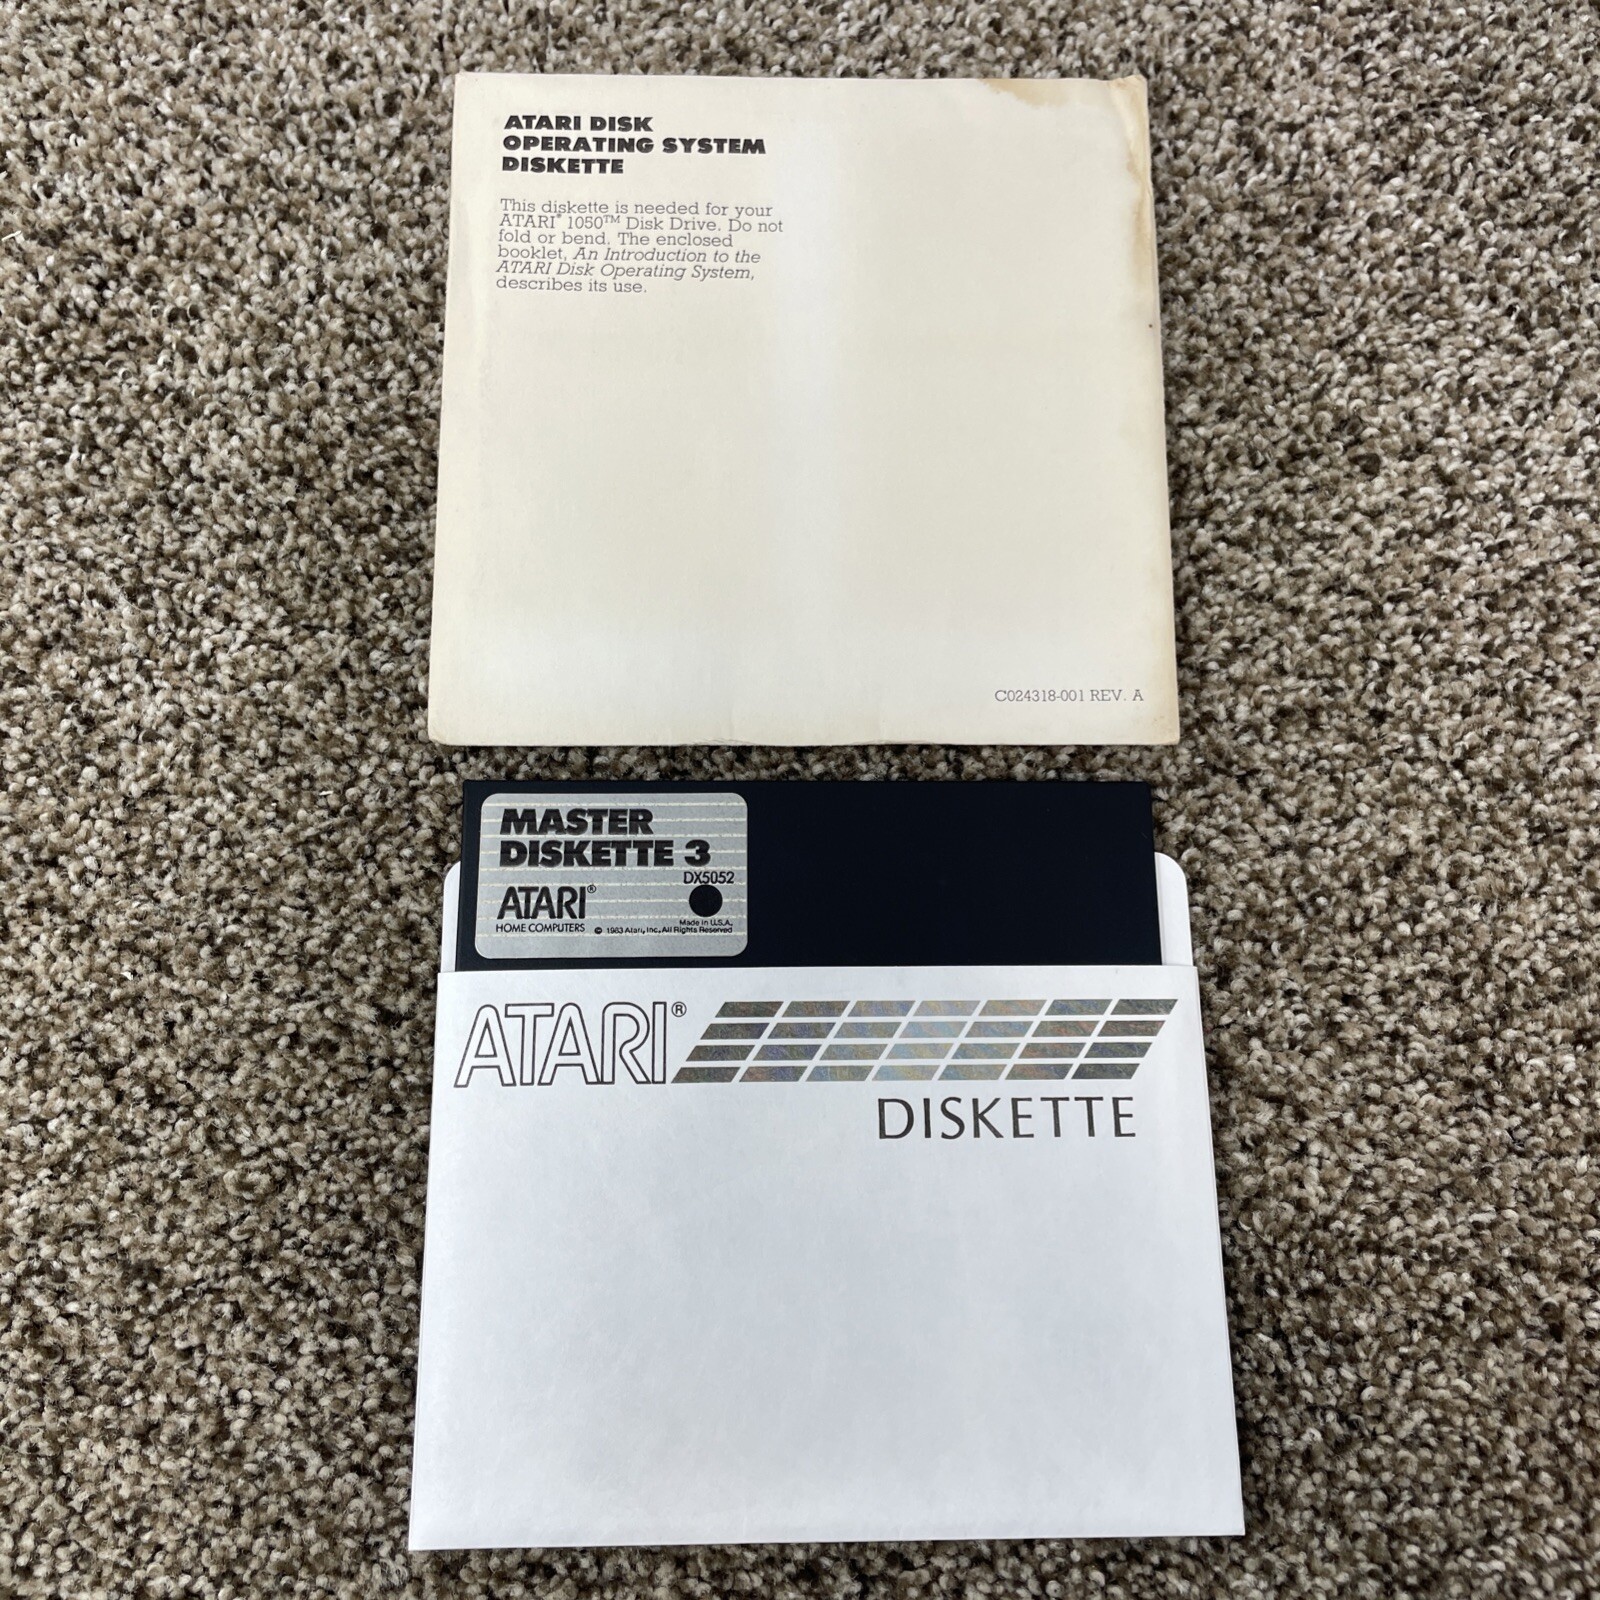 ATARI DISK
OPERATING SYSTEM
DISKETTE
This diskette is needed for your
ATARI® 1050™ Disk Drive. Do not
fold or bend. The enclosed
booklet, An Introduction to the
ATARI Disk Operating System,
describes its use.
C024318-001 REV. A
MASTER
DISKETTE 3
DX5052
ATARI®
Made in U.S.A.
HOME COMPUTERS © 1983 Atari, Inc. All Rights Reserved
ATARI®
DISKETTE